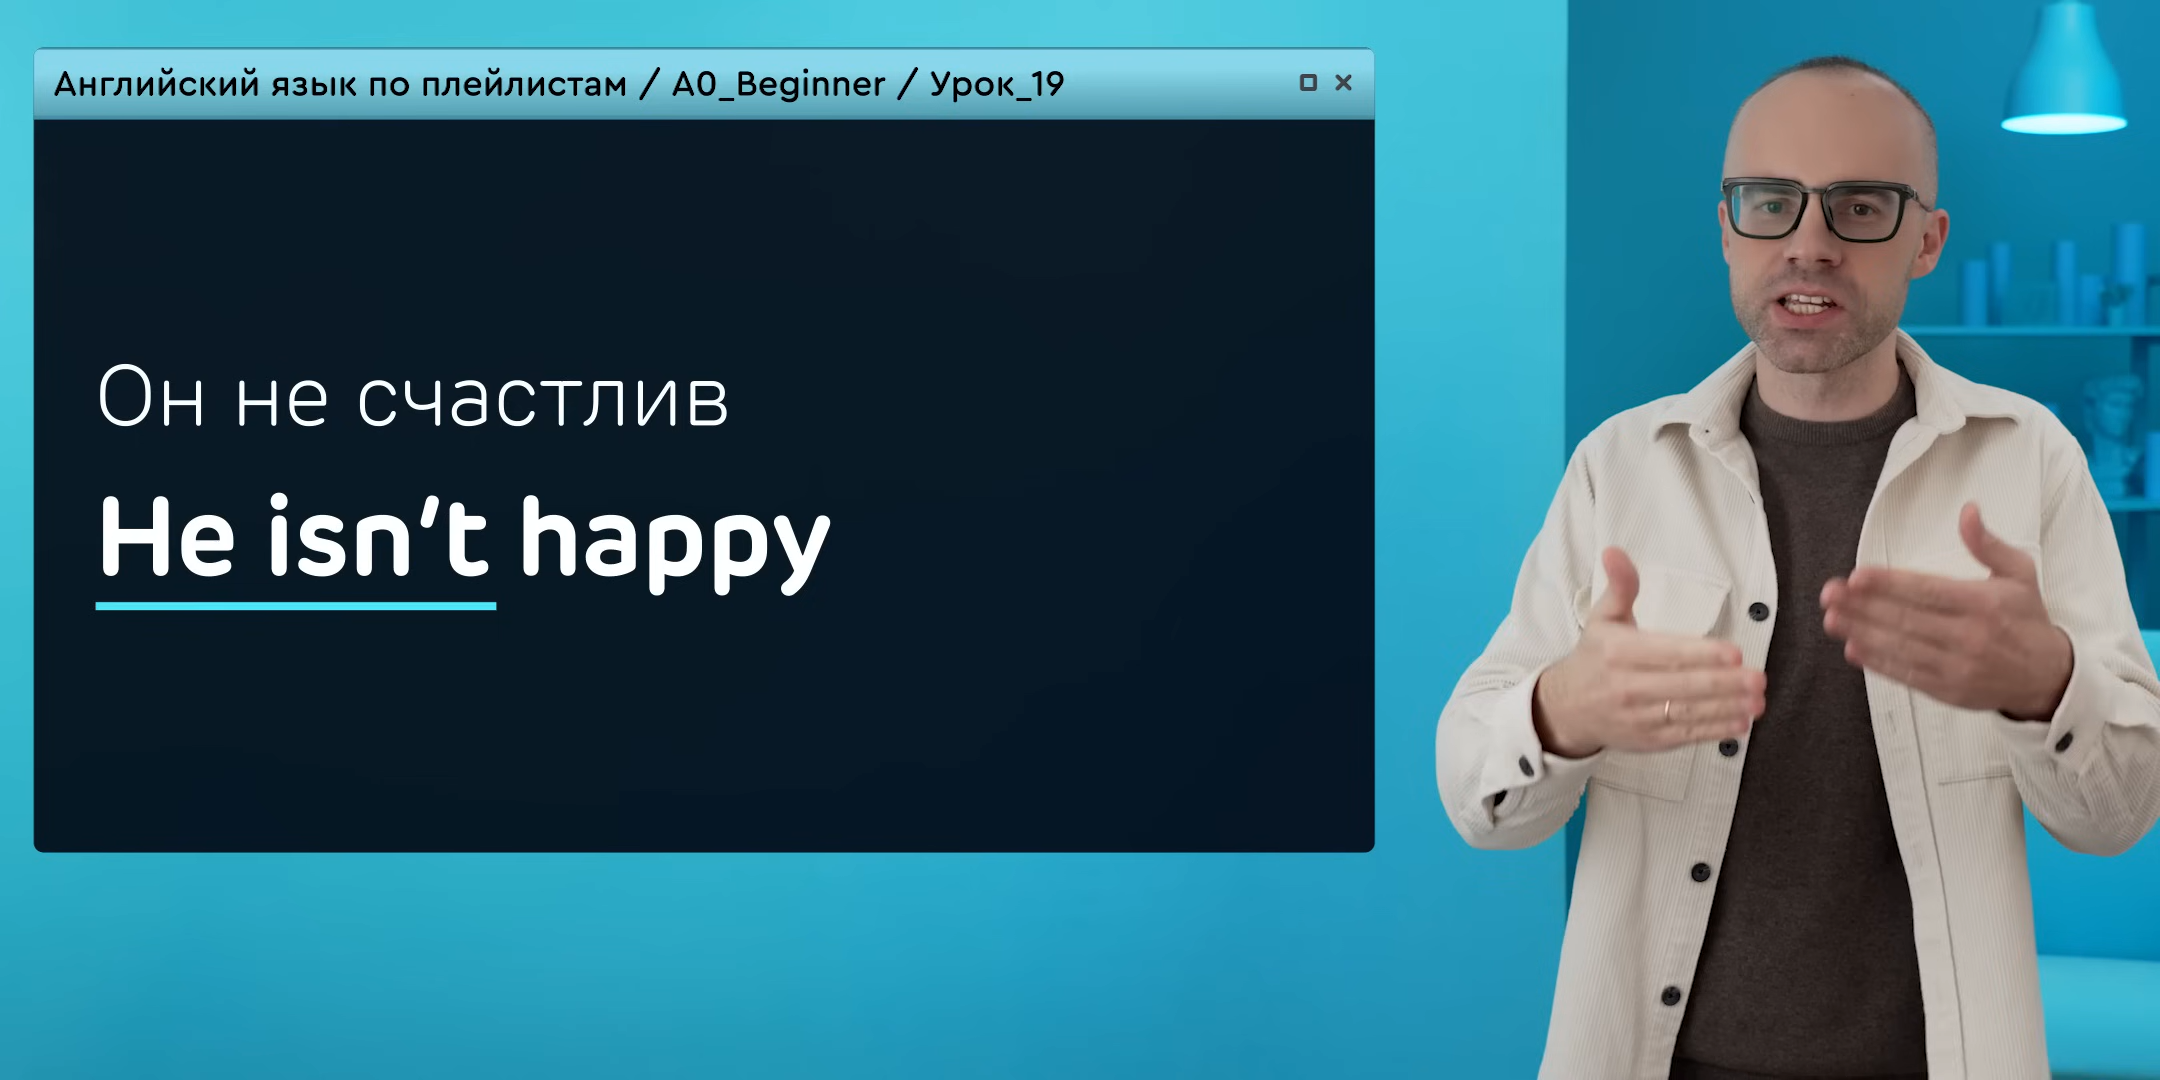 Английский язык по плейлистам / A0_Beginner / Урок_19
Он не счастлив
He isn’t happy